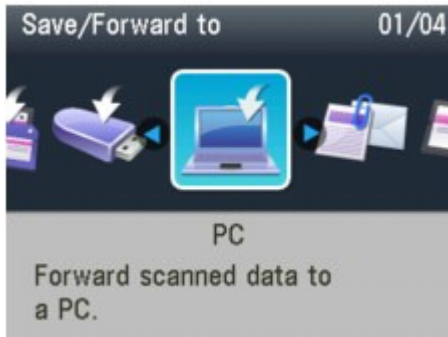 Save/Forward to 01/04
PC
Forward scanned data to
a PC.